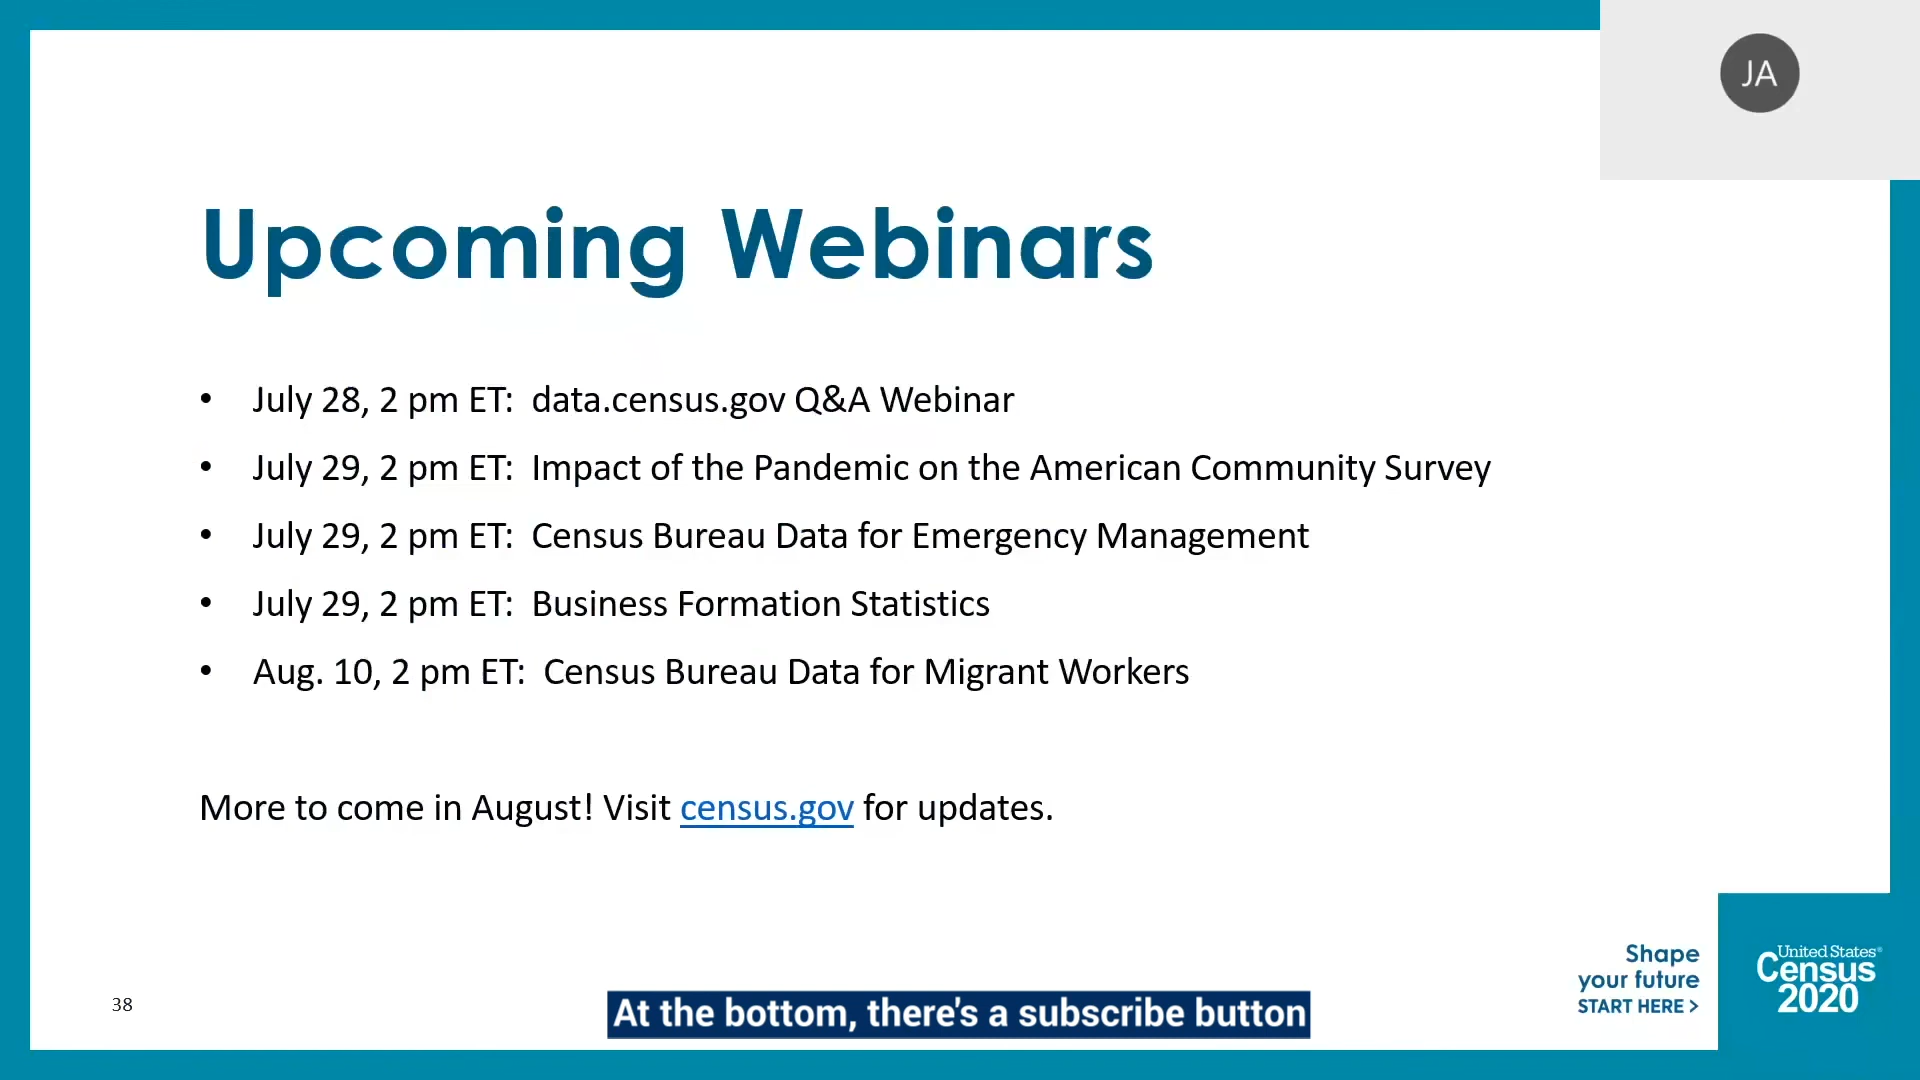 JA
Upcoming Webinars
• July 28, 2 pm ET: data.census.gov Q&A Webinar
• July 29, 2 pm ET: Impact of the Pandemic on the American Community Survey
• July 29, 2 pm ET: Census Bureau Data for Emergency Management
• July 29, 2 pm ET: Business Formation Statistics
• Aug. 10, 2 pm ET: Census Bureau Data for Migrant Workers
More to come in August! Visit census.gov for updates.
Shape
your future
START HERE >
United States®
Census
2020
38
At the bottom, there's a subscribe button